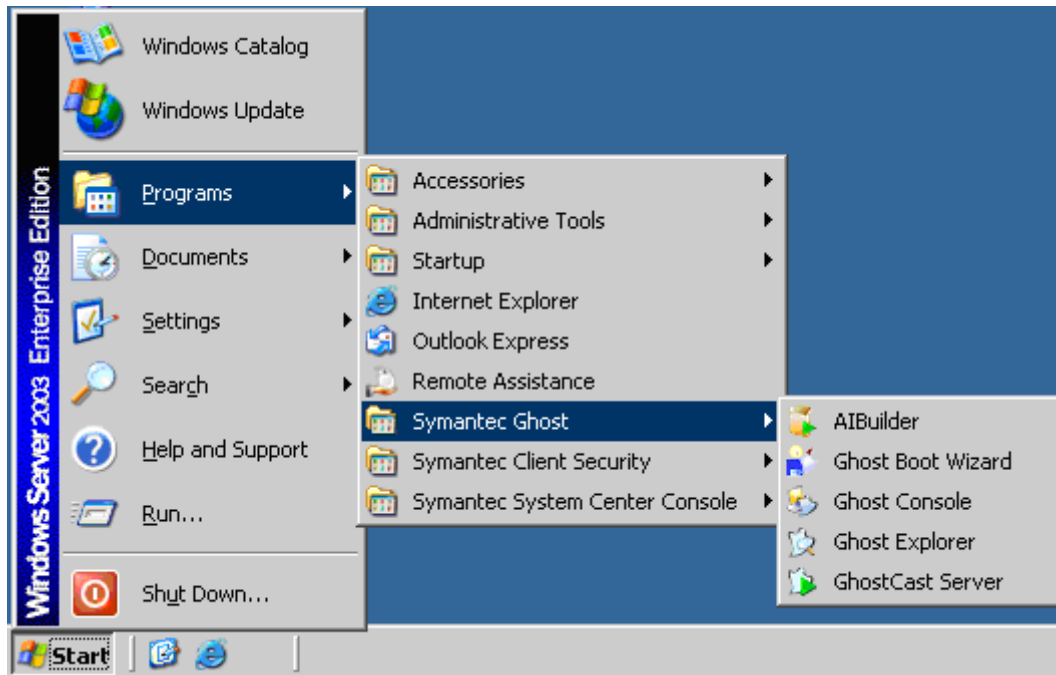 Windows Server 2003 Enterprise Edition
Windows Catalog
Windows Update
Programs
Documents
Settings
Search
Help and Support
Run...
Shut Down...
Accessories
Administrative Tools
Startup
Internet Explorer
Outlook Express
Remote Assistance
Symantec Ghost
Symantec Client Security
Symantec System Center Console
AIBuilder
Ghost Boot Wizard
Ghost Console
Ghost Explorer
GhostCast Server
Start